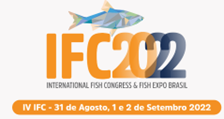 IFC2022
INTERNATIONAL FISH CONGRESS & FISH EXPO BRASIL
IV IFC - 31 de Agosto, 1 e 2 de Setembro 2022